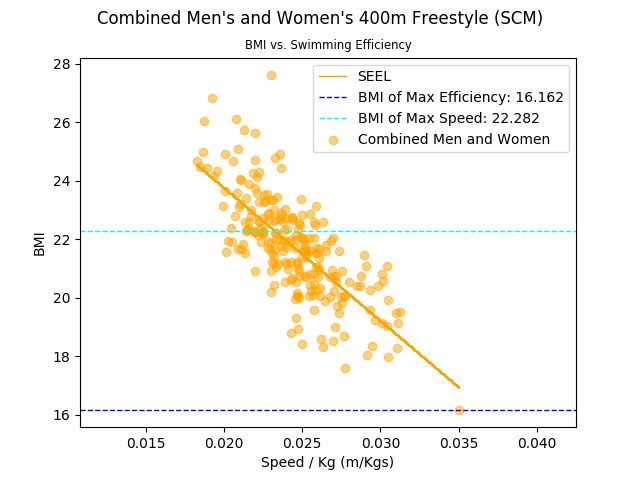 Combined Men's and Women's 400m Freestyle (SCM)
BMI vs. Swimming Efficiency
SEEL
BMI of Max Efficiency: 16.162
BMI of Max Speed: 22.282
Combined Men and Women
BMI
28
26
24
22
20
18
16
0.015 0.020 0.025 0.030 0.035 0.040
Speed / Kg (m/Kgs)